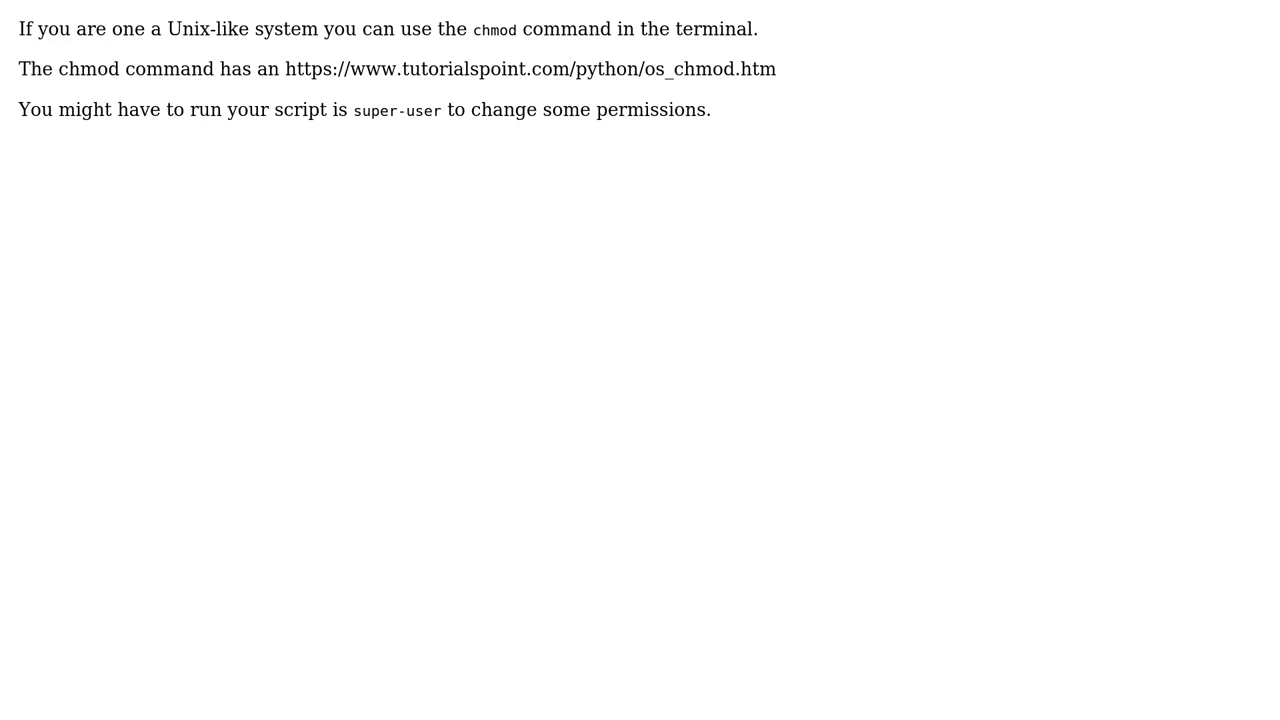 If you are one a Unix-like system you can use the chmod command in the terminal.
The chmod command has an https://www.tutorialspoint.com/python/os_chmod.htm
You might have to run your script is super-user to change some permissions.